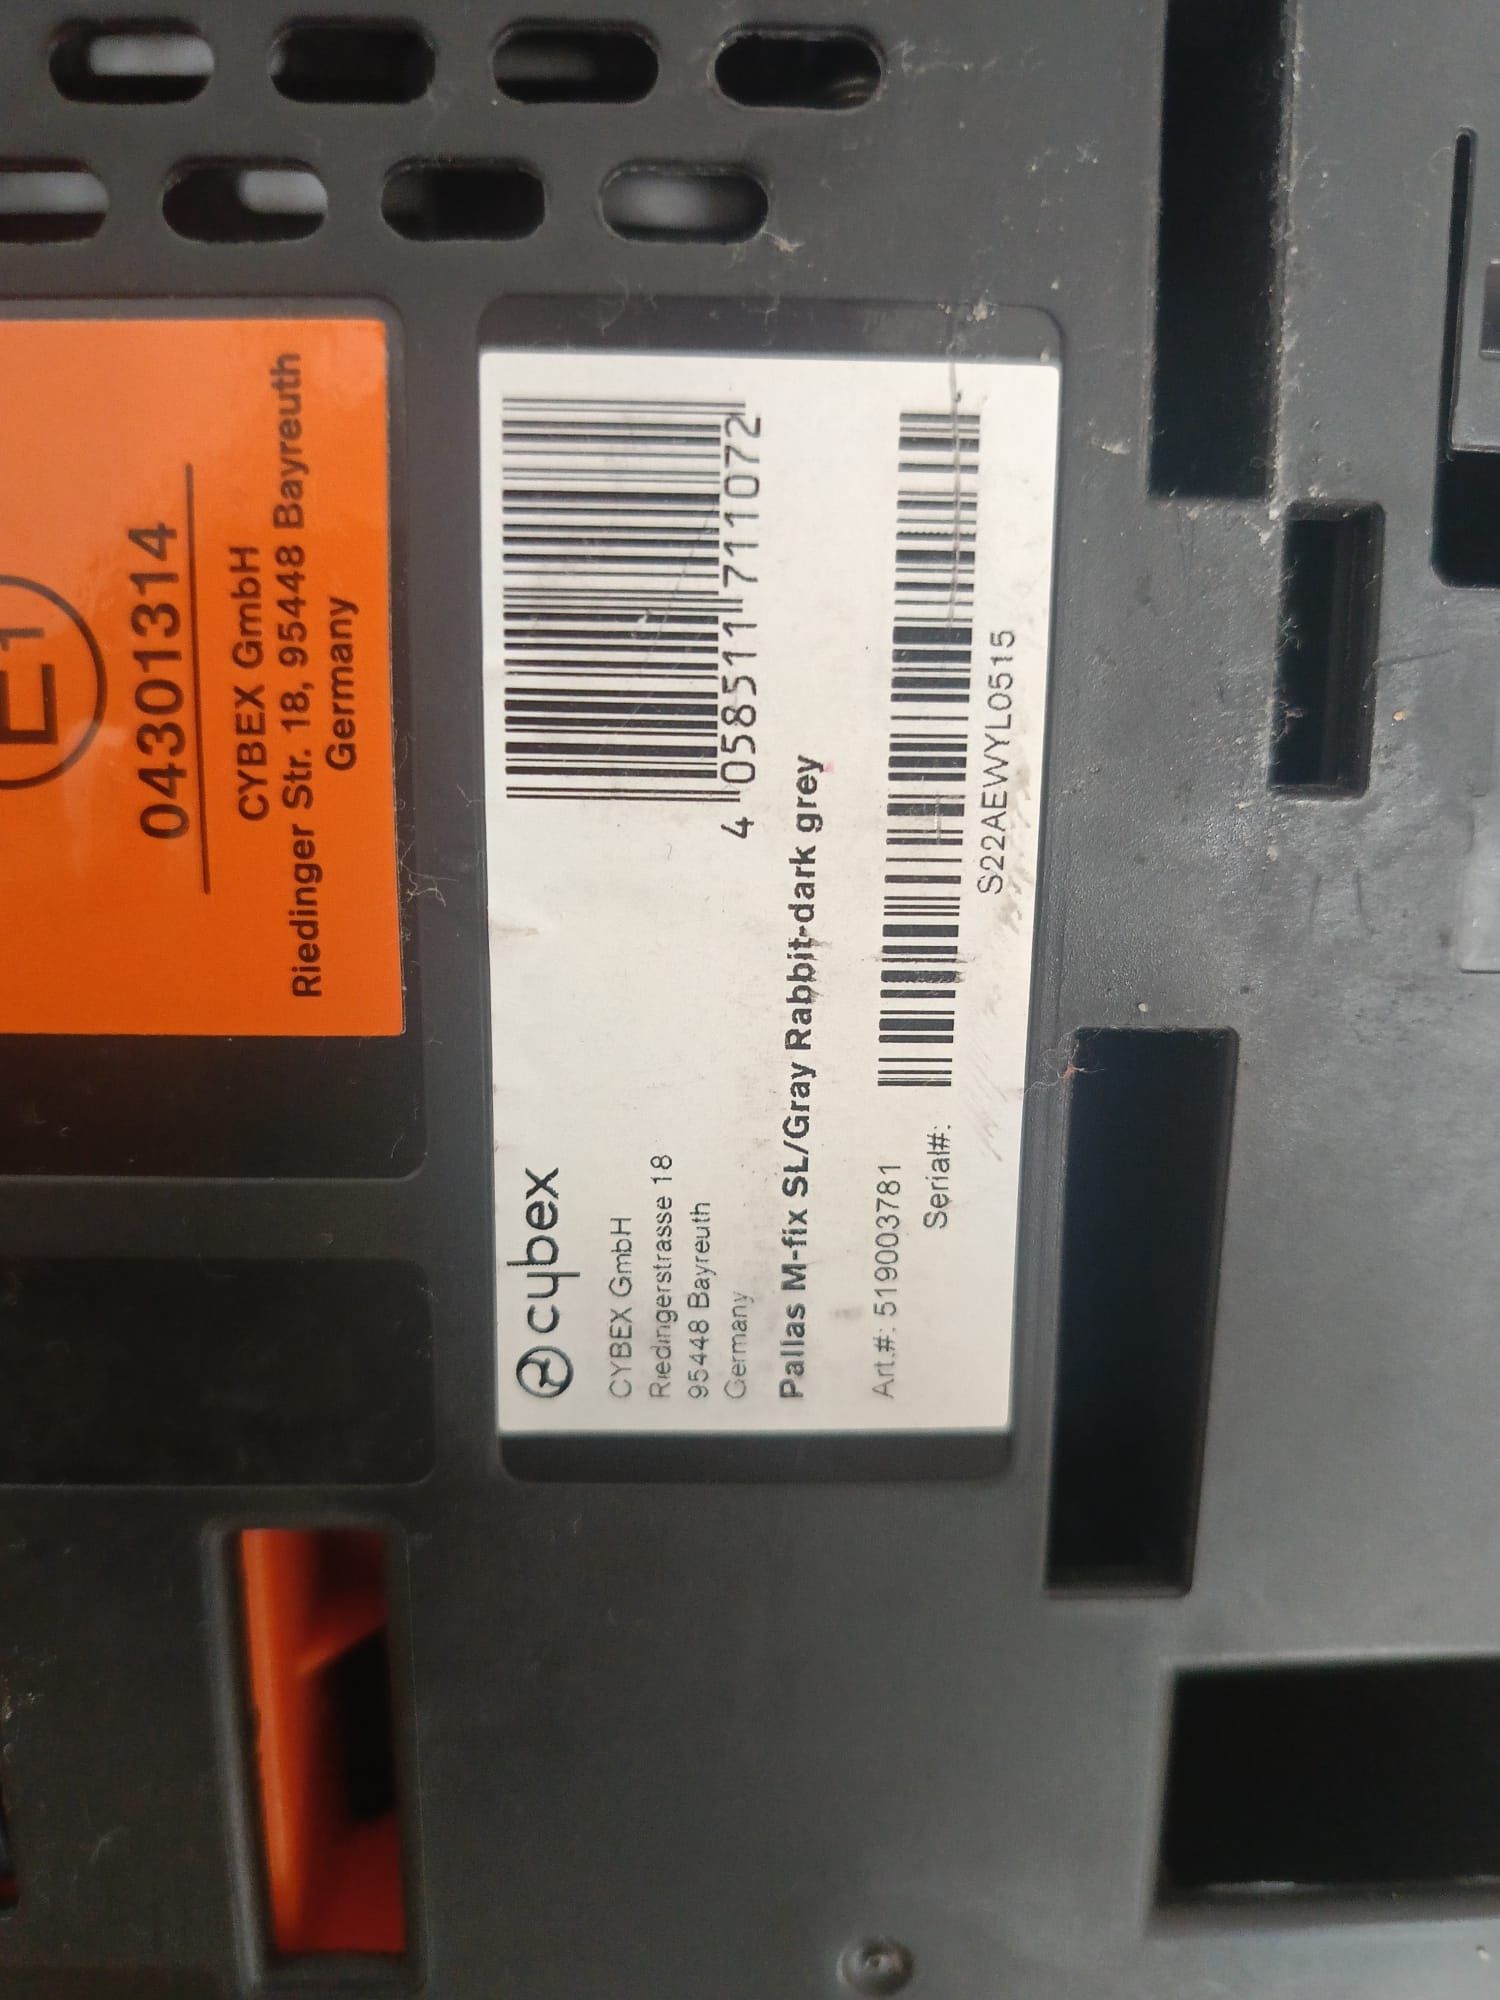 E1
04301314
CYBEX GmbH
Riedinger Str. 18, 95448 Bayreuth
Germany
cybex
CYBEX GmbH
Riedingerstrasse 18
95448 Bayreuth
Germany
4 058511 711072
Pallas M-fix SL/Gray Rabbit-dark grey
Art.#: 519003781
Serial#:
S22AEWYL0515